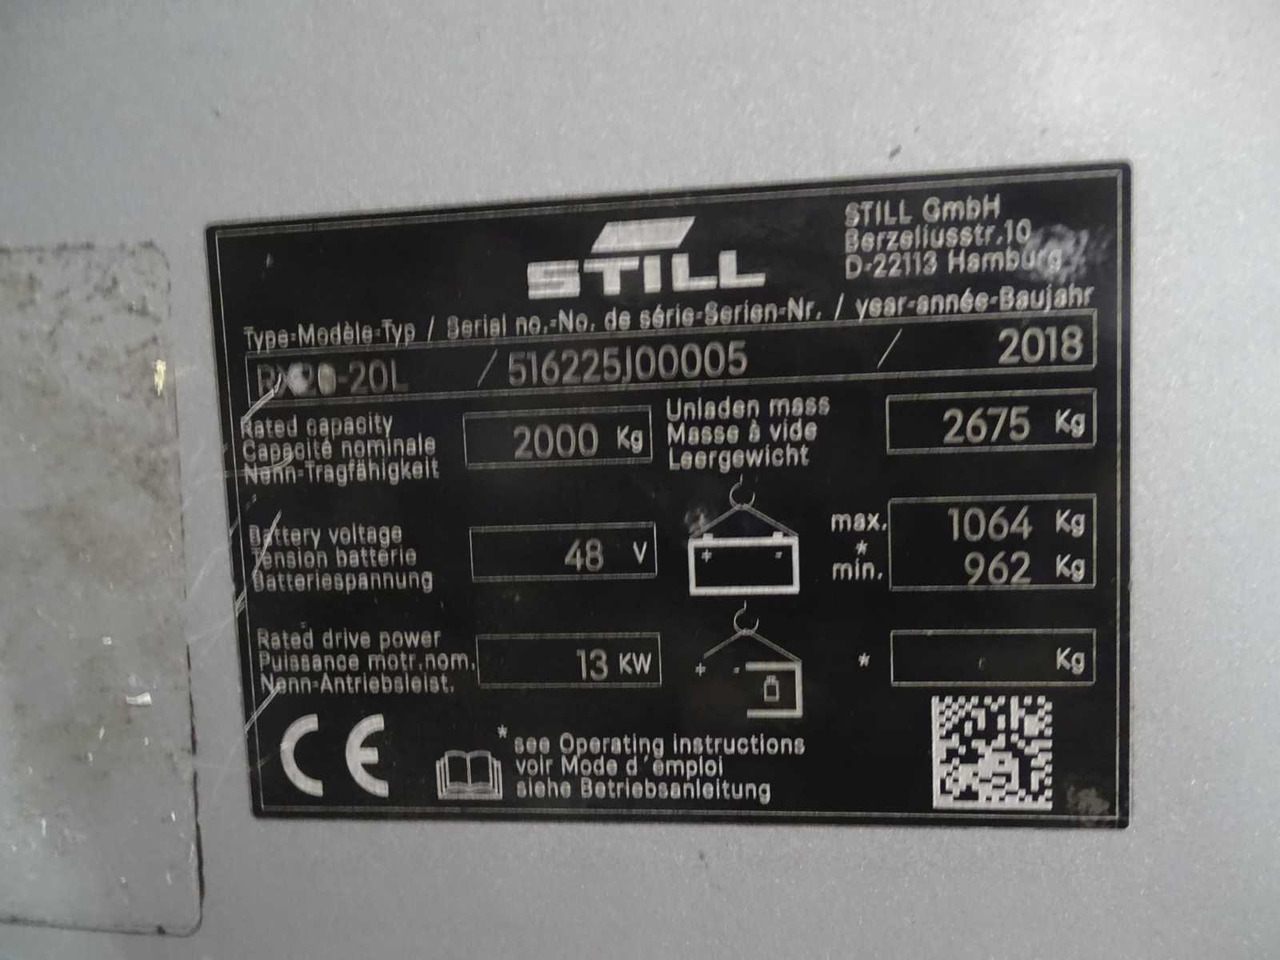 STILL
STILL GmbH
Berzeliusstr.10
D-22113 Hamburg
Type-Modèle-Typ / Serial no.-No. de série-Serien-Nr. / year-année-Baujahr
RX20-20L / 516225J00005 / 2018
Rated capacity
Capacité nominale
Nenn-Tragfähigkeit
2000 Kg
Unladen mass
Masse à vide
Leergewicht
2675 Kg
Battery voltage
Tension batterie
Batteriespannung
48 V
+ -
max. 1064 Kg
*
min. 962 Kg
Rated drive power
Puissance motr.nom.
Nenn-Antriebsleist.
13 KW
+ -
* Kg
CE
* see Operating instructions
voir Mode d'emploi
siehe Betriebsanleitung